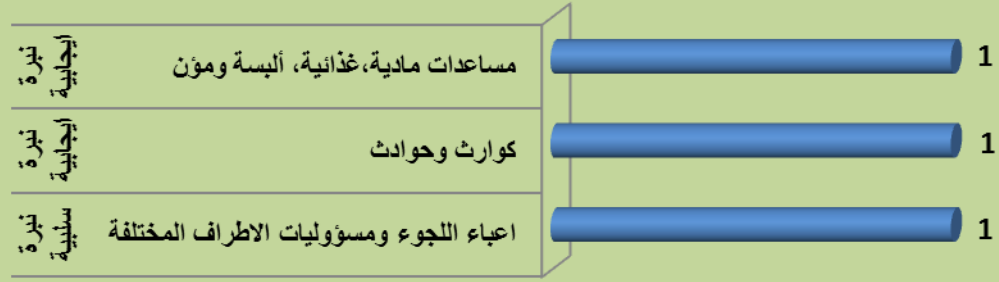 نبرة ايجابية
مساعدات مادية،غذائية، ألبسة ومؤن
1
نبرة ايجابية
كوارث وحوادث
1
نبرة سلبية
اعباء اللجوء ومسؤوليات الاطراف المختلفة
1